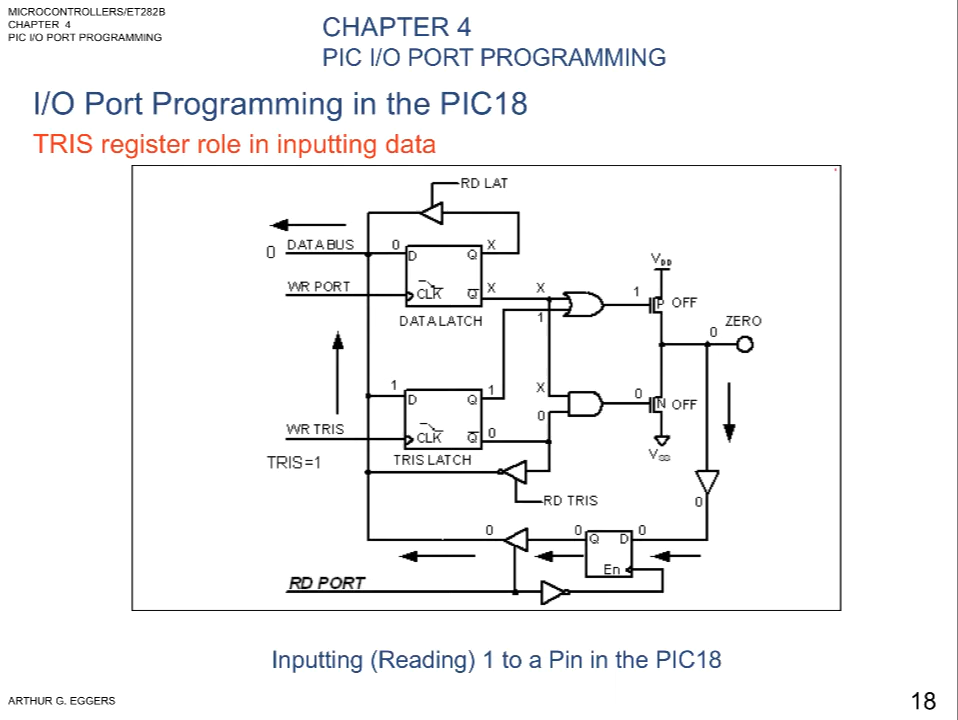 MICROCONTROLLERS/ET282B
CHAPTER 4
PIC I/O PORT PROGRAMMING
CHAPTER 4
PIC I/O PORT PROGRAMMING
I/O Port Programming in the PIC18
TRIS register role in inputting data
RD LAT
0 DATA BUS 0 D Q X
WR PORT CLK Q X X
DATA LATCH
1
VDD
1 P OFF
0 ZERO
1 D Q 1 X
0 N OFF
0
WR TRIS CLK Q 0
VSS
TRIS=1 TRIS LATCH
RD TRIS
0
0 0 Q D 0
En
RD PORT
Inputting (Reading) 1 to a Pin in the PIC18
ARTHUR G. EGGERS
18